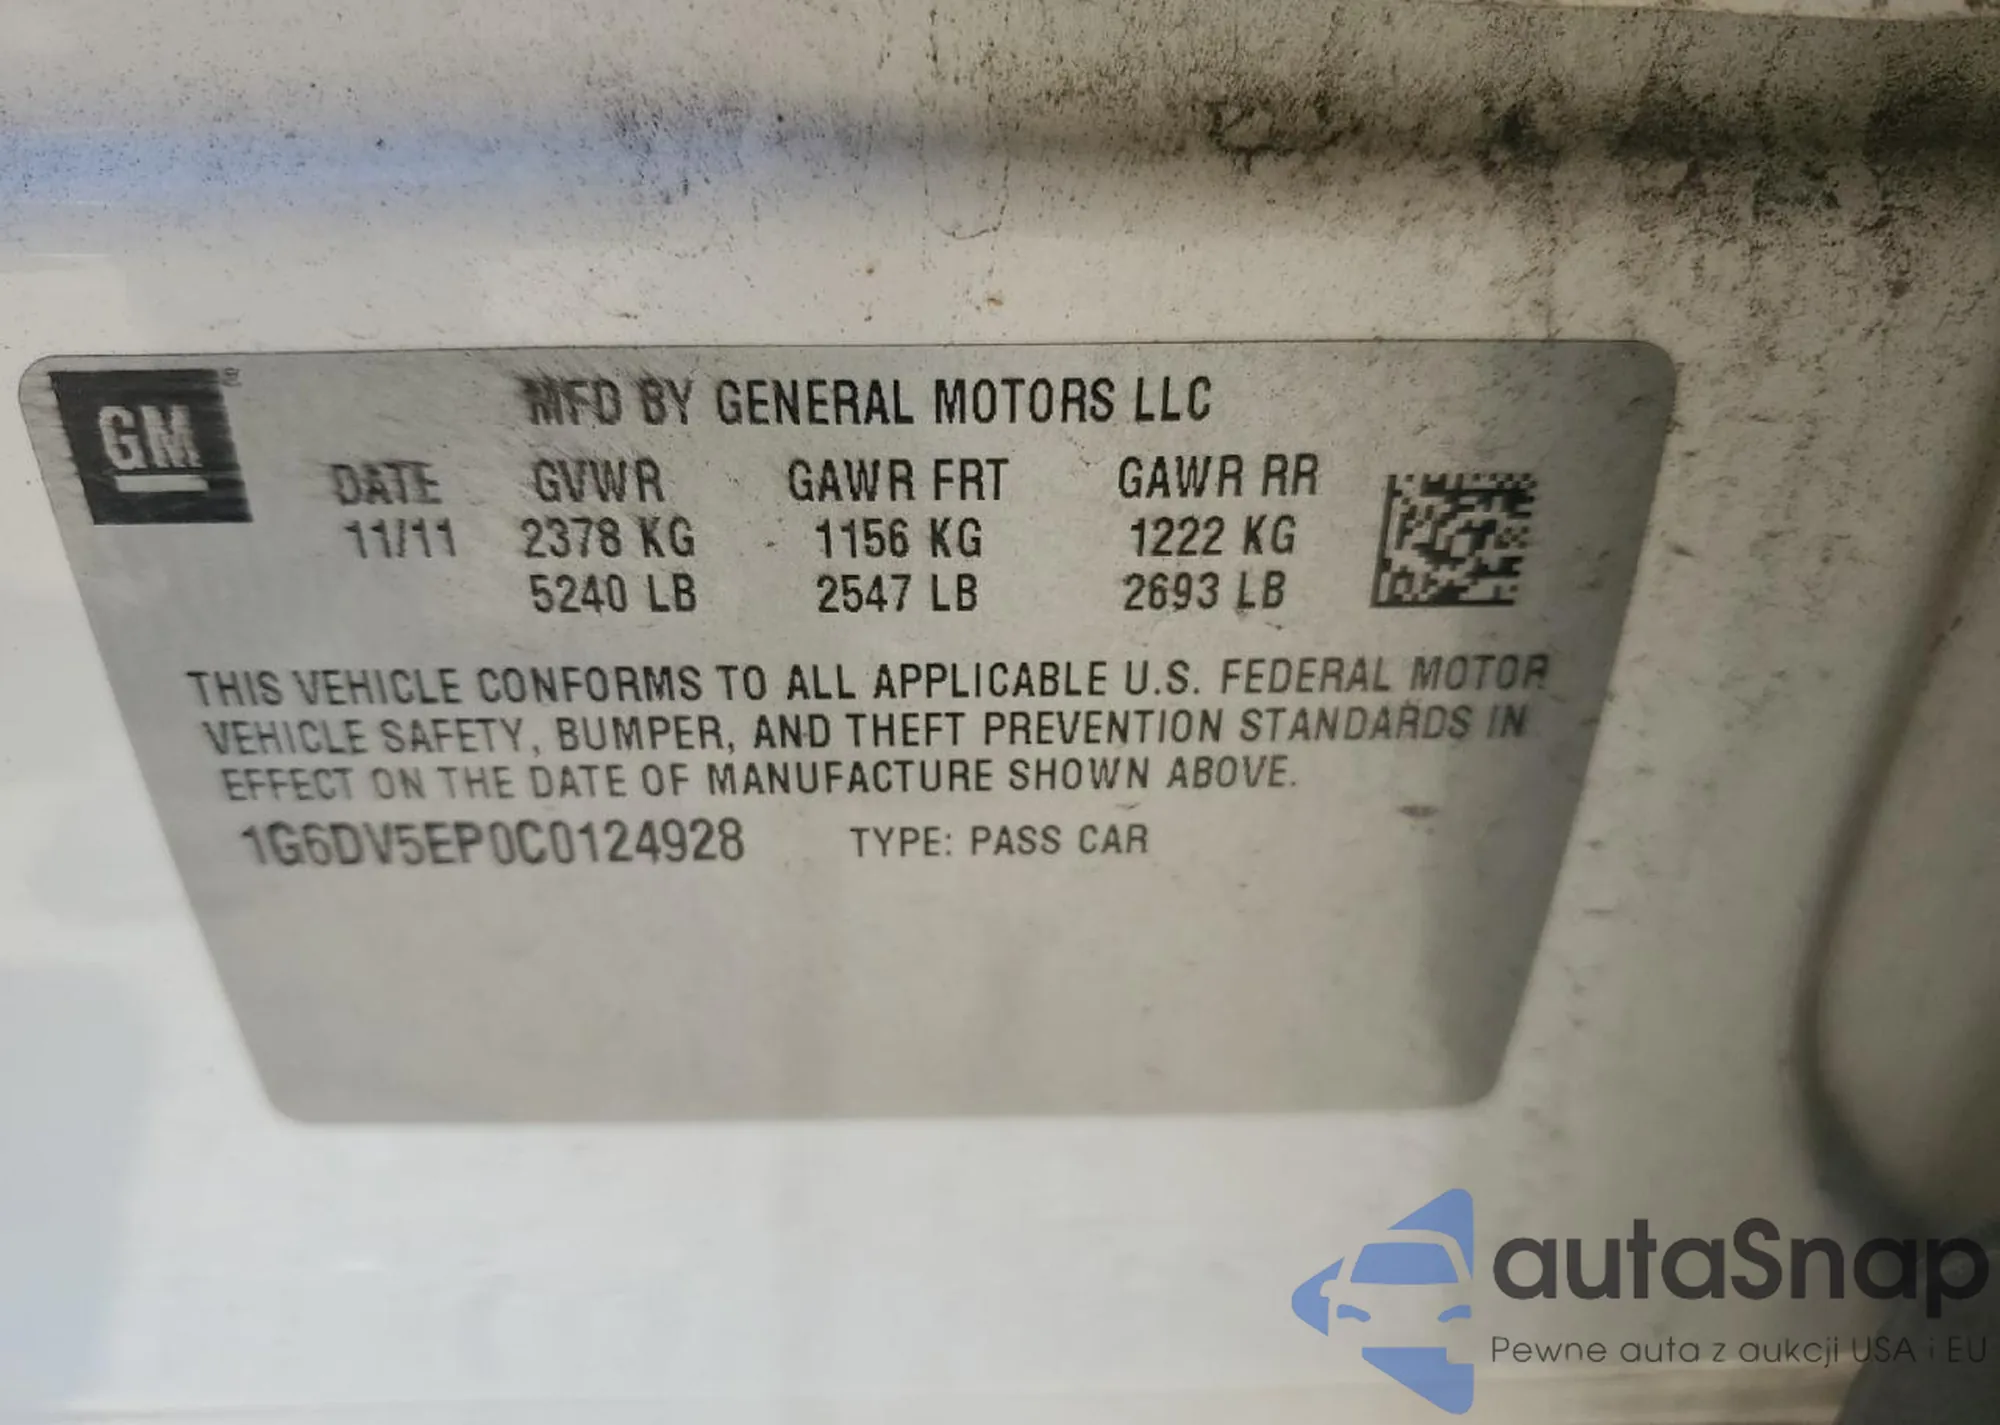 GM ®
MFD BY GENERAL MOTORS LLC
DATE GVWR GAWR FRT GAWR RR
11/11 2378 KG 1156 KG 1222 KG
5240 LB 2547 LB 2693 LB
THIS VEHICLE CONFORMS TO ALL APPLICABLE U.S. FEDERAL MOTOR
VEHICLE SAFETY, BUMPER, AND THEFT PREVENTION STANDARDS IN
EFFECT ON THE DATE OF MANUFACTURE SHOWN ABOVE.
1G6DV5EP0C0124928 TYPE: PASS CAR
autaSnap
Pewne auta z aukcji USA i EU